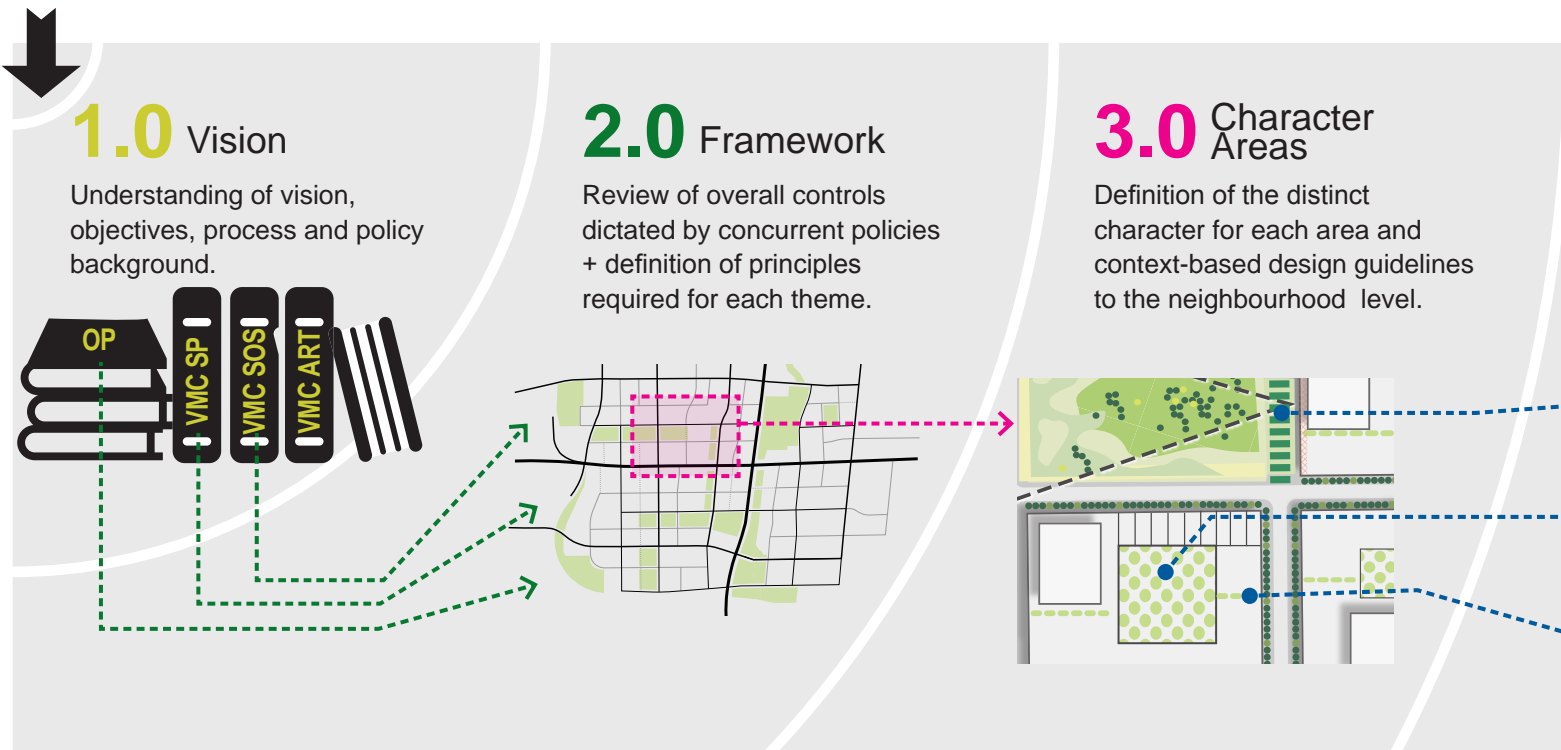 1.0 Vision
Understanding of vision,
objectives, process and policy
background.
OP
VMC SP
VMC SOS
VMC ART
2.0 Framework
Review of overall controls
dictated by concurrent policies
+ definition of principles
required for each theme.
3.0 Character
Areas
Definition of the distinct
character for each area and
context-based design guidelines
to the neighbourhood level.